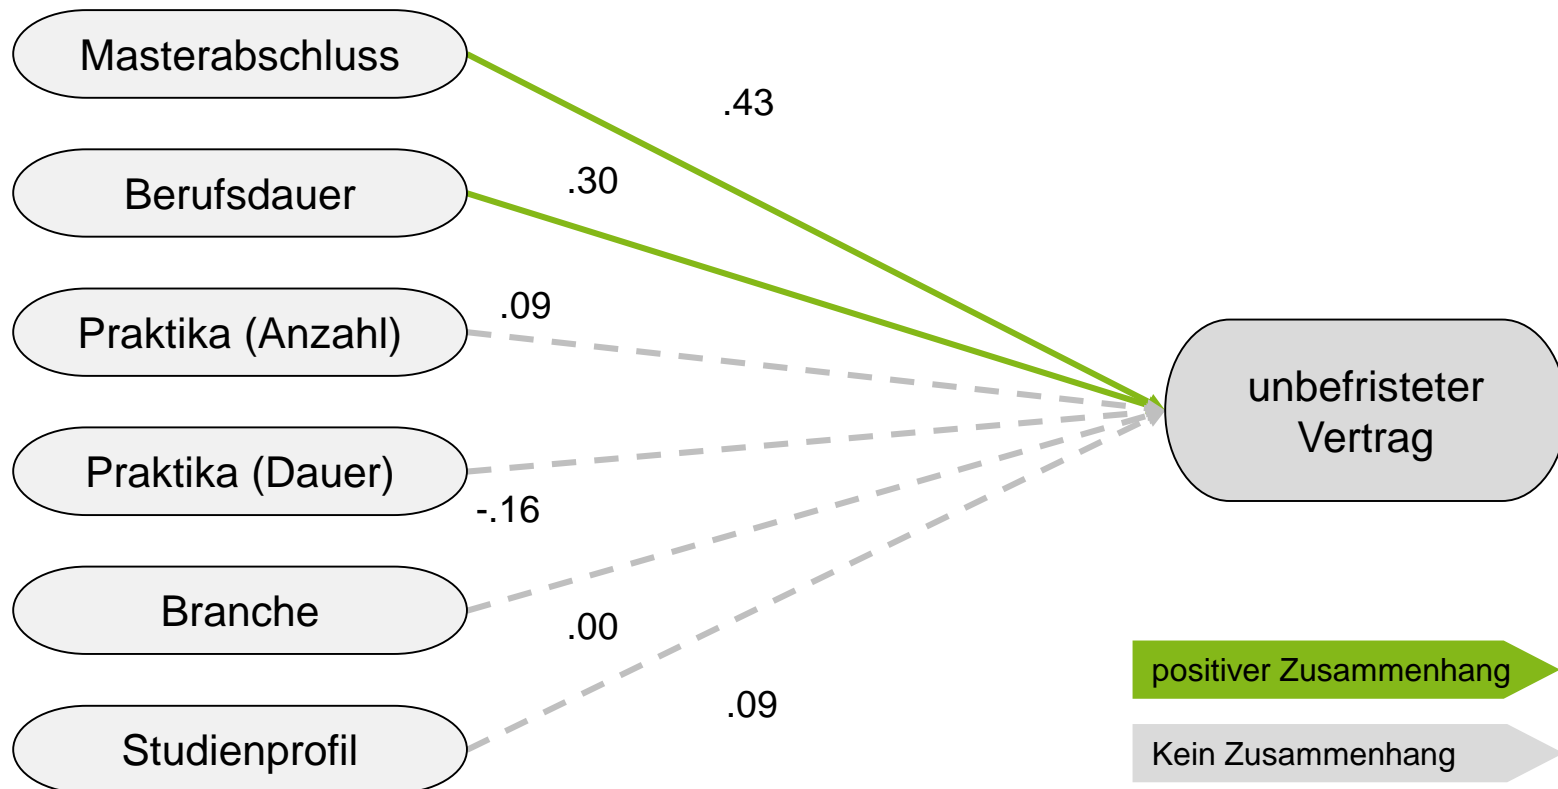 Masterabschluss
.43
Berufsdauer
.30
Praktika (Anzahl)
.09
unbefristeter
Vertrag
Praktika (Dauer)
-.16
Branche
.00
Studienprofil
.09
positiver Zusammenhang
Kein Zusammenhang